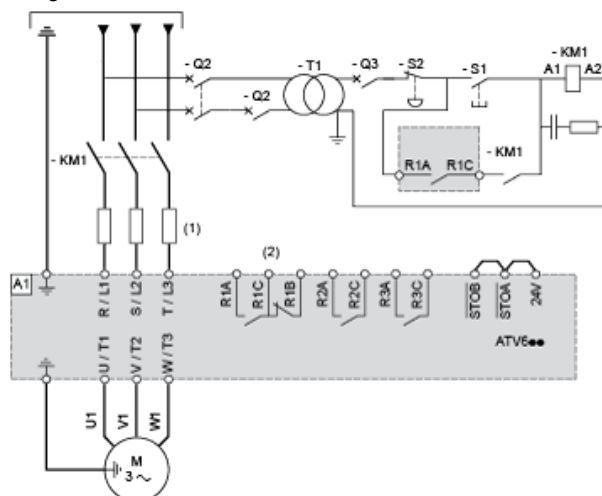 - Q2
- T1
- Q3
- S2
- S1
- KM1
A1
A2
- Q2
- KM1
R1A
R1C
- KM1
(1)
(2)
A1
R / L1
S / L2
T / L3
R1A
R1C
R1B
R2A
R2C
R3A
R3C
STOB
STOA
24V
ATV6●●
U / T1
V / T2
W / T3
U1
V1
W1
M
3 ~